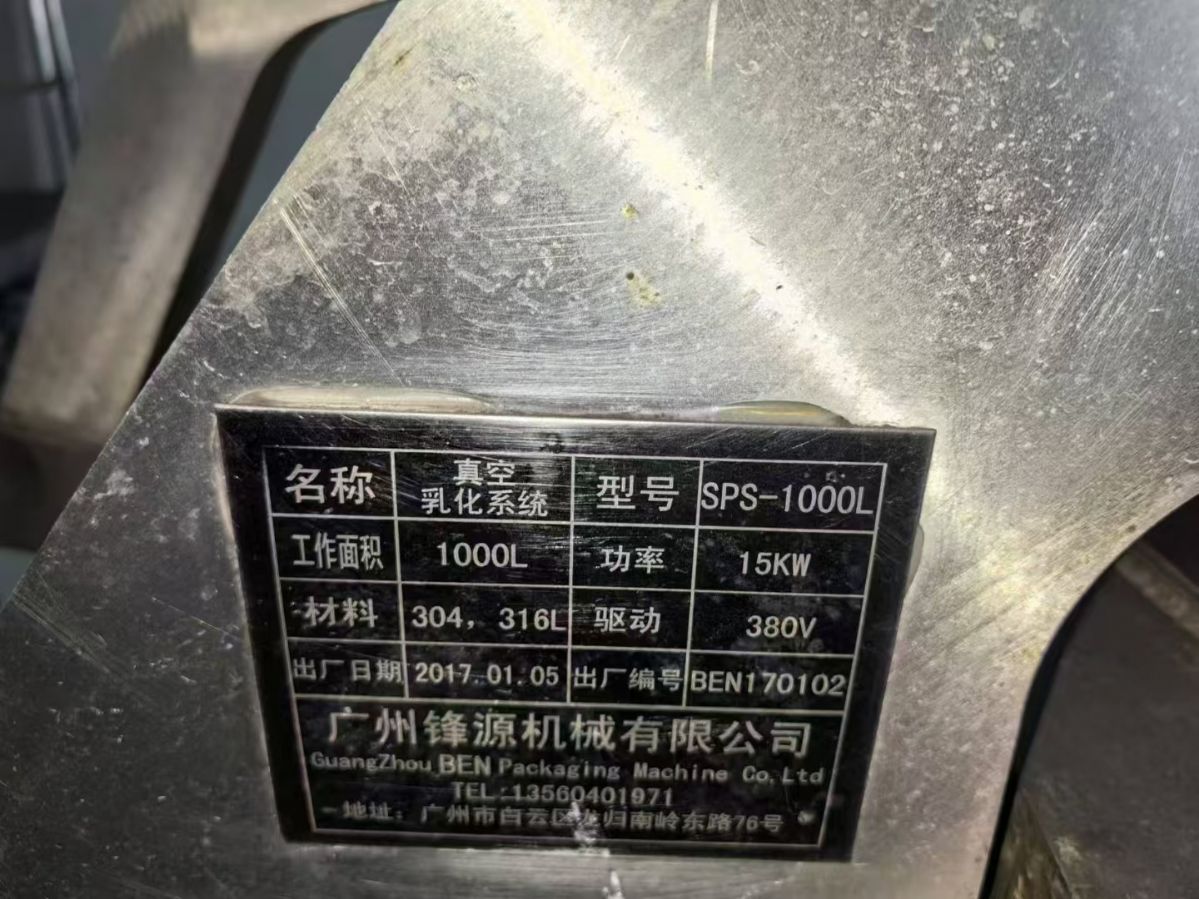 名称 真空乳化系统 型号 SPS-1000L
工作面积 1000L 功率 15KW
材料 304，316L 驱动 380V
出厂日期 2017.01.05 出厂编号 BEN170102
广州锋源机械有限公司
GuangZhou BEN Packaging Machine Co.Ltd
TEL:13560401971
地址：广州市白云区龙归南岭东路76号